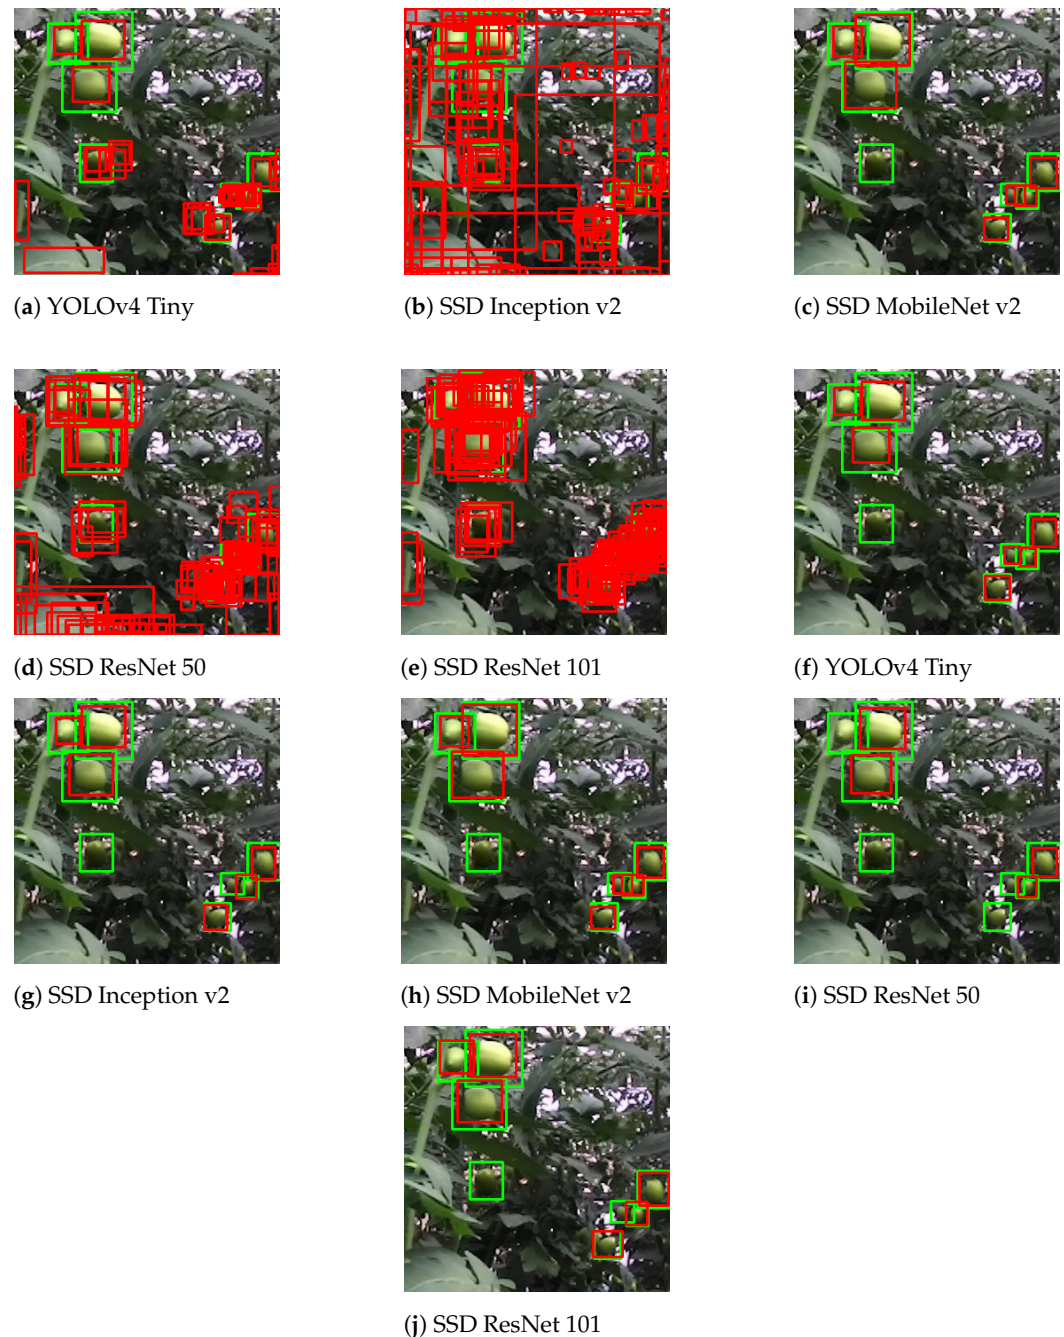 (a) YOLOv4 Tiny
(b) SSD Inception v2
(c) SSD MobileNet v2
(d) SSD ResNet 50
(e) SSD ResNet 101
(f) YOLOv4 Tiny
(g) SSD Inception v2
(h) SSD MobileNet v2
(i) SSD ResNet 50
(j) SSD ResNet 101